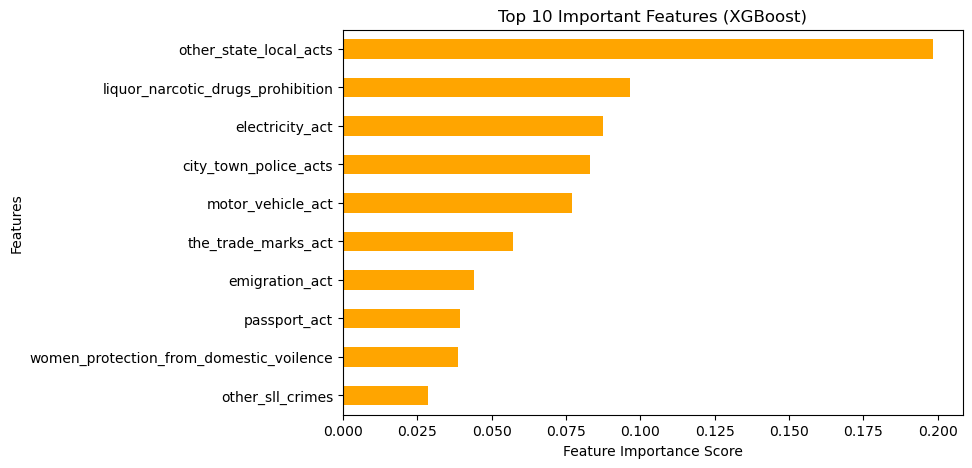 Top 10 Important Features (XGBoost)
Features
other_state_local_acts
liquor_narcotic_drugs_prohibition
electricity_act
city_town_police_acts
motor_vehicle_act
the_trade_marks_act
emigration_act
passport_act
women_protection_from_domestic_voilence
other_sll_crimes
0.000 0.025 0.050 0.075 0.100 0.125 0.150 0.175 0.200
Feature Importance Score